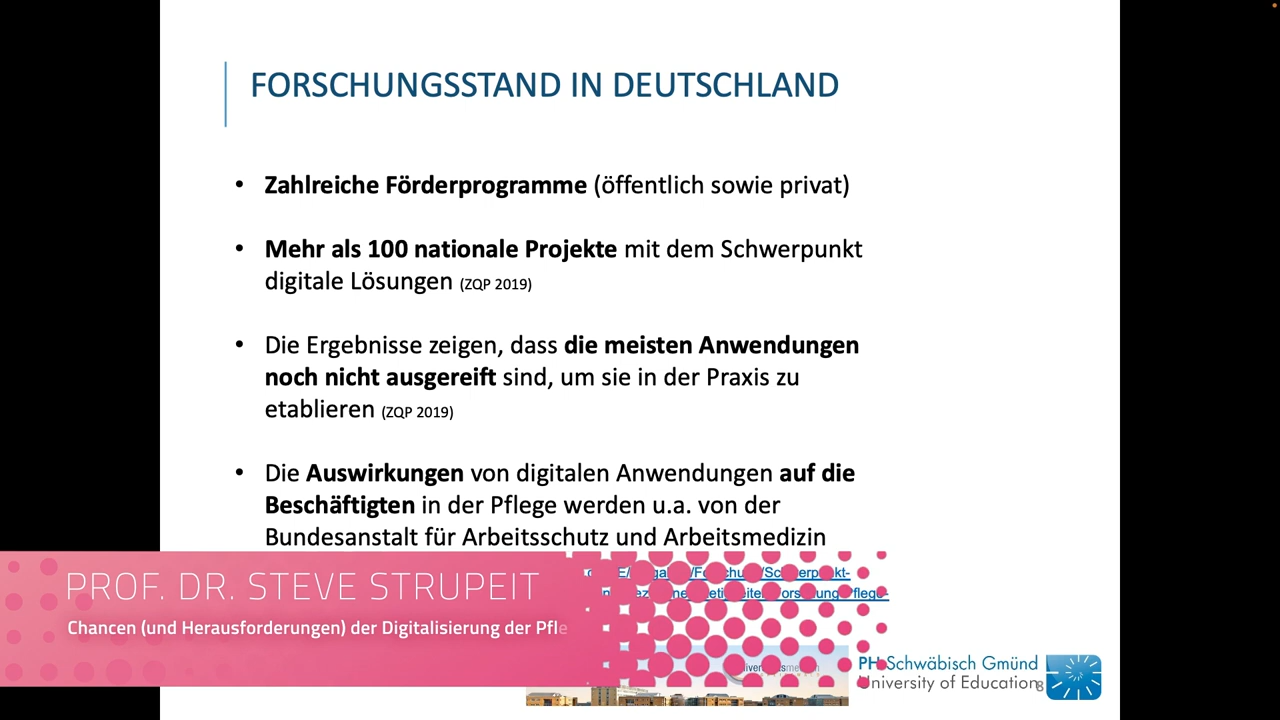 FORSCHUNGSSTAND IN DEUTSCHLAND
• Zahlreiche Förderprogramme (öffentlich sowie privat)
• Mehr als 100 nationale Projekte mit dem Schwerpunkt
digitale Lösungen (ZQP 2019)
• Die Ergebnisse zeigen, dass die meisten Anwendungen
noch nicht ausgereift sind, um sie in der Praxis zu
etablieren (ZQP 2019)
• Die Auswirkungen von digitalen Anwendungen auf die
Beschäftigten in der Pflege werden u.a. von der
Bundesanstalt für Arbeitsschutz und Arbeitsmedizin
PROF. DR. STEVE STRUPEIT
Chancen (und Herausforderungen) der Digitalisierung der Pfle
PH Schwäbisch Gmünd
University of Education
8